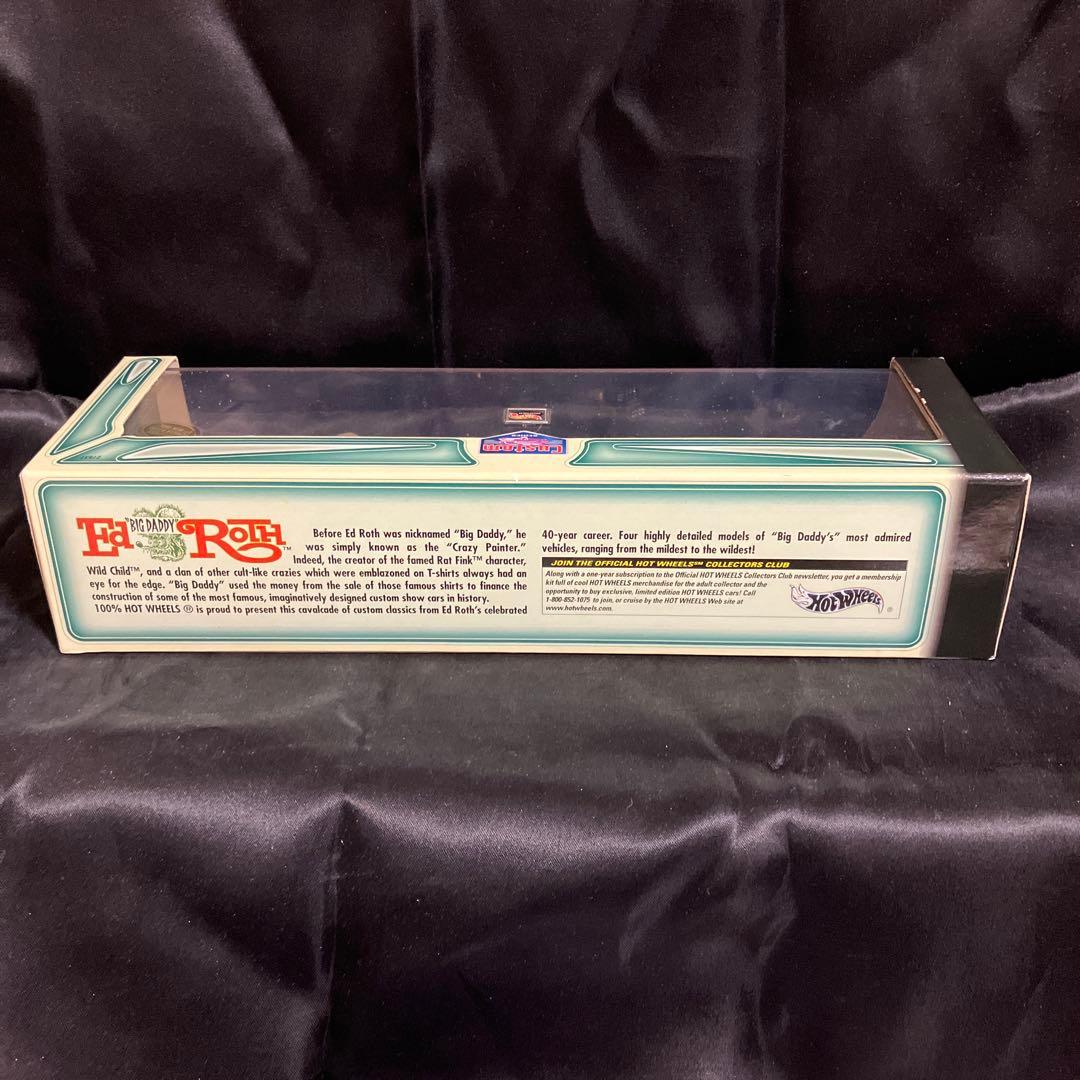 Custom
Ed "BIG DADDY" ROTH™
Before Ed Roth was nicknamed "Big Daddy," he
was simply known as the "Crazy Painter."
Indeed, the creator of the famed Rat Fink™ character,
Wild Child™, and a clan of other cult-like crazies which were emblazoned on T-shirts always had an
eye for the edge. "Big Daddy" used the money from the sale of those famous shirts to finance the
construction of some of the most famous, imaginatively designed custom show cars in history.
100% HOT WHEELS ® is proud to present this cavalcade of custom classics from Ed Roth's celebrated
40-year career. Four highly detailed models of "Big Daddy's" most admired
vehicles, ranging from the mildest to the wildest!
JOIN THE OFFICIAL HOT WHEELS℠ COLLECTORS CLUB
Along with a one-year subscription to the Official HOT WHEELS Collectors Club newsletter, you get a membership
kit full of cool HOT WHEELS merchandise for the adult collector and the
opportunity to buy exclusive, limited edition HOT WHEELS cars! Call
1-800-852-1075 to join, or cruise by the HOT WHEELS Web site at
www.hotwheels.com.
HOT WHEELS ®